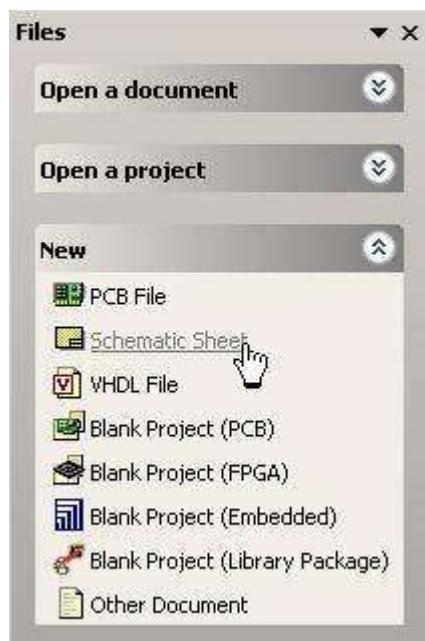 Files
Open a document
Open a project
New
PCB File
Schematic Sheet
VHDL File
Blank Project (PCB)
Blank Project (FPGA)
Blank Project (Embedded)
Blank Project (Library Package)
Other Document